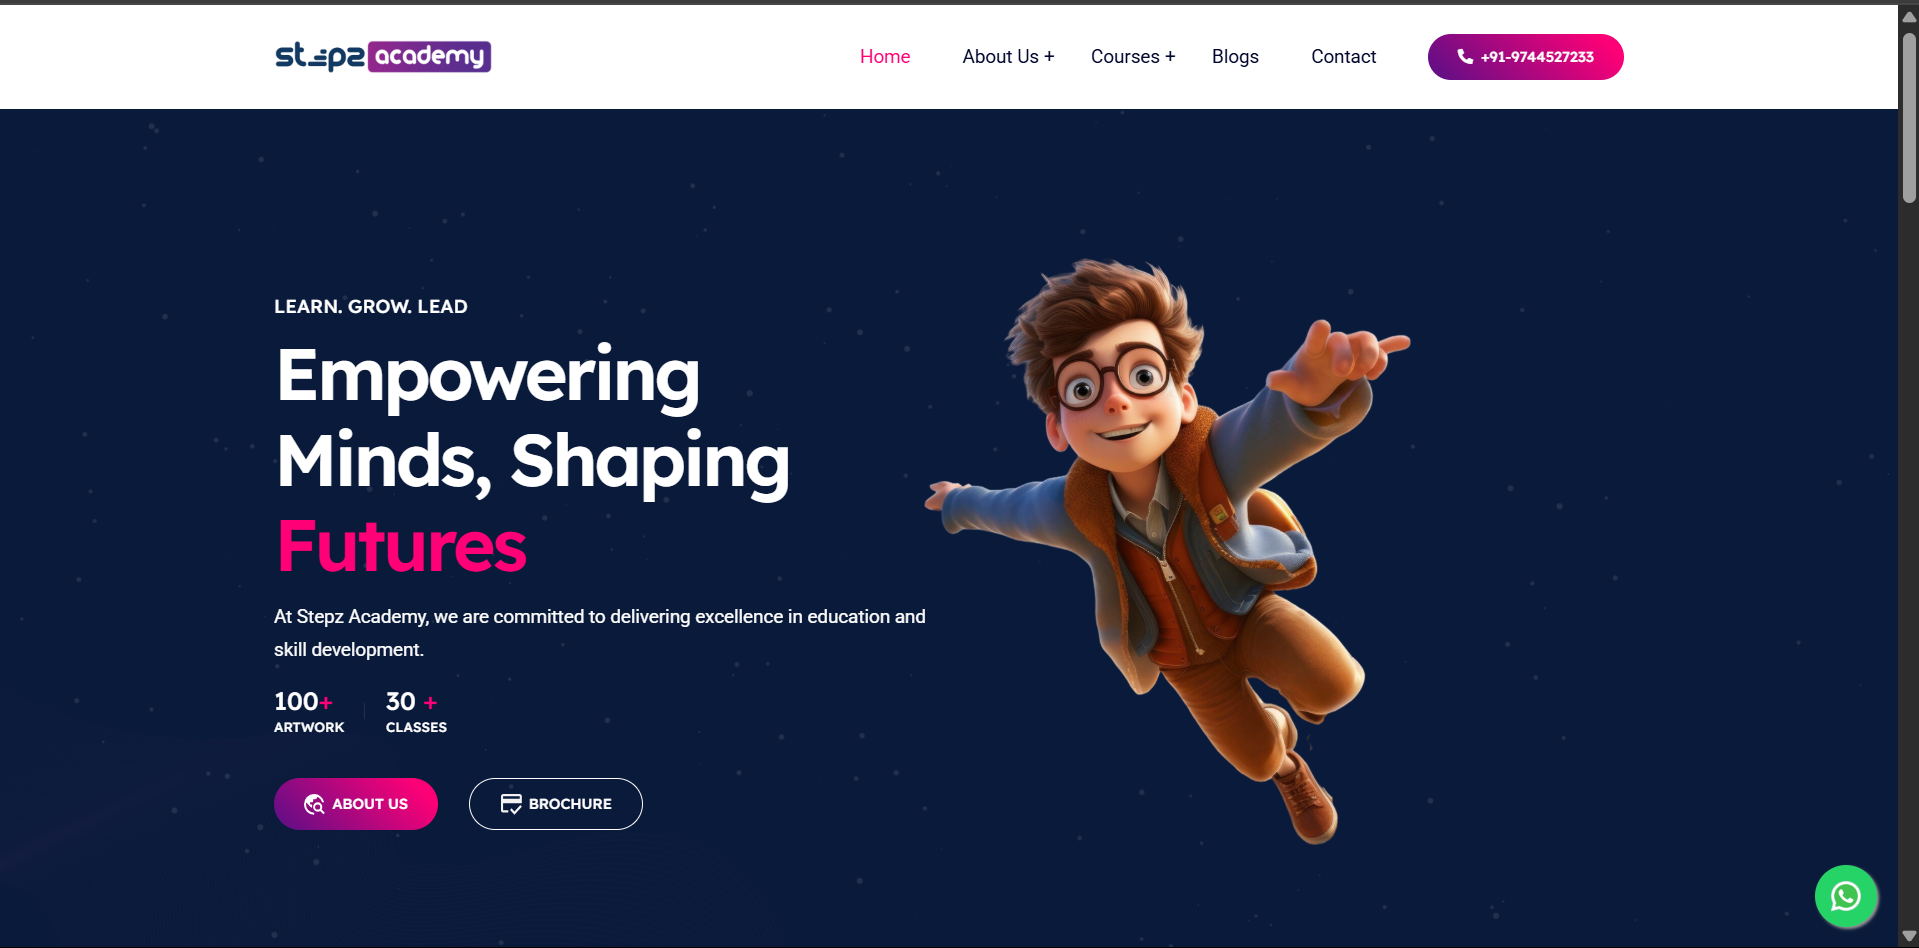 stepz academy
Home
About Us +
Courses +
Blogs
Contact
+91-9744527233
LEARN. GROW. LEAD
Empowering
Minds, Shaping
Futures
At Stepz Academy, we are committed to delivering excellence in education and
skill development.
100+
ARTWORK
30 +
CLASSES
ABOUT US
BROCHURE